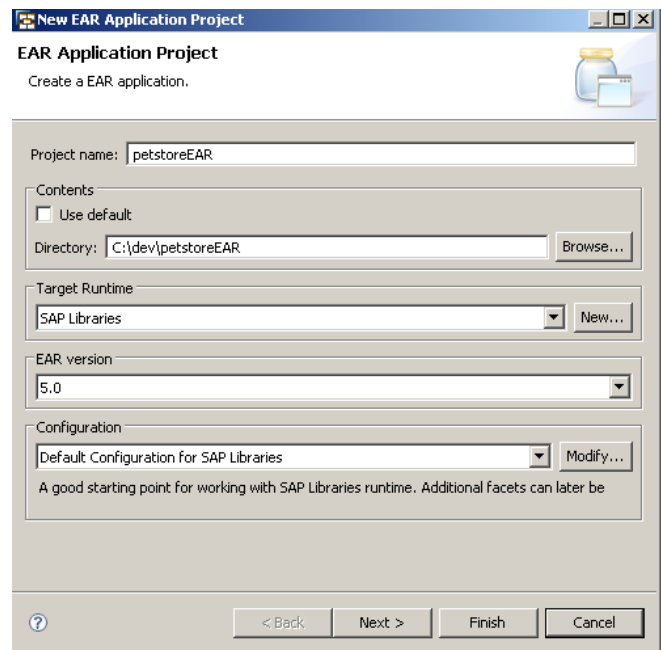 New EAR Application Project
EAR Application Project
Create a EAR application.
Project name: petstoreEAR
Contents
Use default
Directory: C:\dev\petstoreEAR Browse...
Target Runtime
SAP Libraries New...
EAR version
5.0
Configuration
Default Configuration for SAP Libraries Modify...
A good starting point for working with SAP Libraries runtime. Additional facets can later be
? < Back Next > Finish Cancel